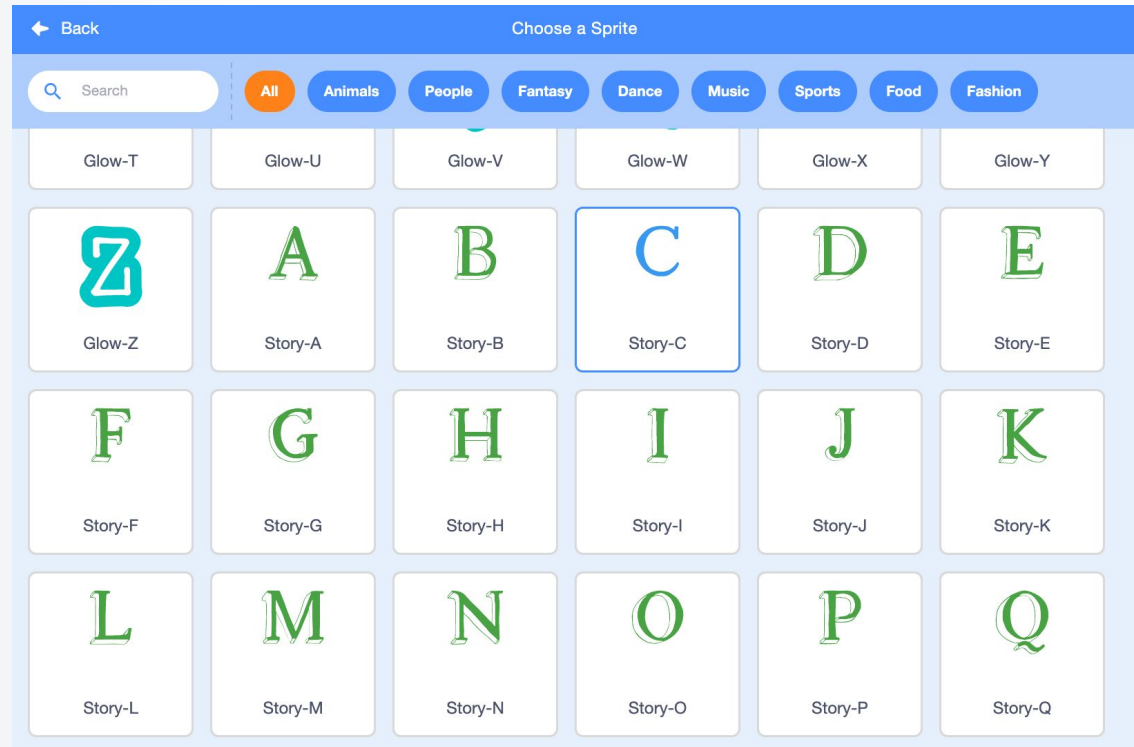 Back
Choose a Sprite
Search
All Animals People Fantasy Dance Music Sports Food Fashion
Glow-T Glow-U Glow-V Glow-W Glow-X Glow-Y
Z A B C D E
Glow-Z Story-A Story-B Story-C Story-D Story-E
F G H I J K
Story-F Story-G Story-H Story-I Story-J Story-K
L M N O P Q
Story-L Story-M Story-N Story-O Story-P Story-Q